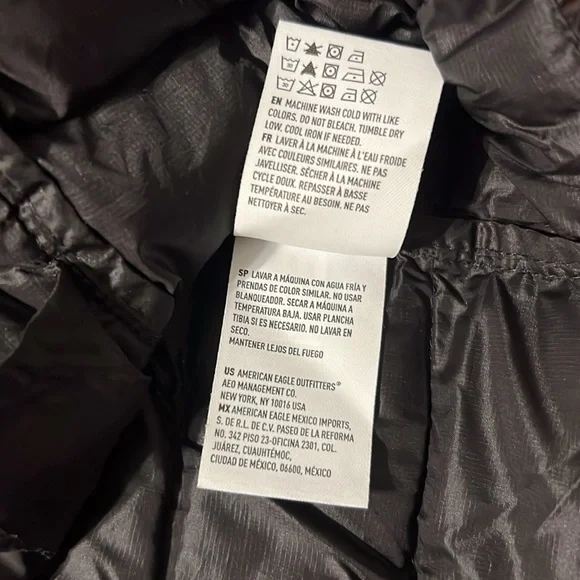 EN MACHINE WASH COLD WITH LIKE
COLORS. DO NOT BLEACH. TUMBLE DRY
LOW. COOL IRON IF NEEDED.
FR LAVER À LA MACHINE À L'EAU FROIDE
AVEC COULEURS SIMILAIRES. NE PAS
JAVELLISER. SÉCHER À LA MACHINE
CYCLE DOUX. REPASSER À BASSE
TEMPÉRATURE AU BESOIN. NE PAS
NETTOYER À SEC.
SP LAVAR A MÁQUINA CON AGUA FRÍA Y
PRENDAS DE COLOR SIMILAR. NO USAR
BLANQUEADOR. SECAR A MÁQUINA A
TEMPERATURA BAJA. USAR PLANCHA
TIBIA SI ES NECESARIO. NO LAVAR EN
SECO.
MANTENER LEJOS DEL FUEGO
US AMERICAN EAGLE OUTFITTERS®
AEO MANAGEMENT CO.
NEW YORK, NY 10016 USA
MX AMERICAN EAGLE MEXICO IMPORTS,
S. DE R.L. DE C.V. PASEO DE LA REFORMA
NO. 342 PISO 23-OFICINA 2301, COL.
JUÁREZ, CUAUHTÉMOC,
CIUDAD DE MÉXICO, 06600, MÉXICO